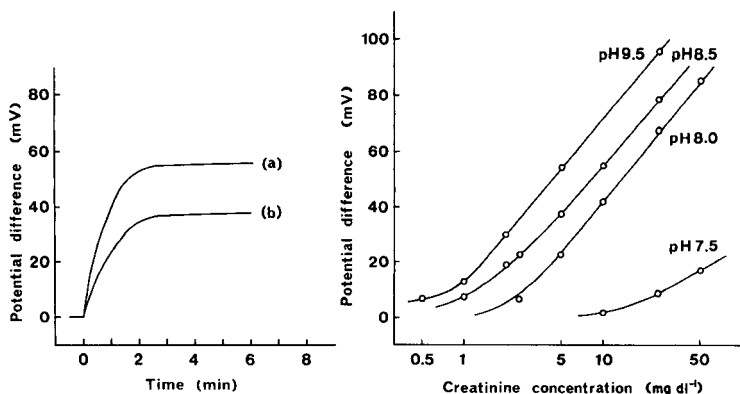 80
60
40
20
0
Potential difference (mV)
(a)
(b)
0 2 4 6 8
Time (min)
100
80
60
40
20
0
Potential difference (mV)
pH9.5
pH8.5
pH8.0
pH7.5
0.5 1 5 10 50
Creatinine concentration (mg dl⁻¹)